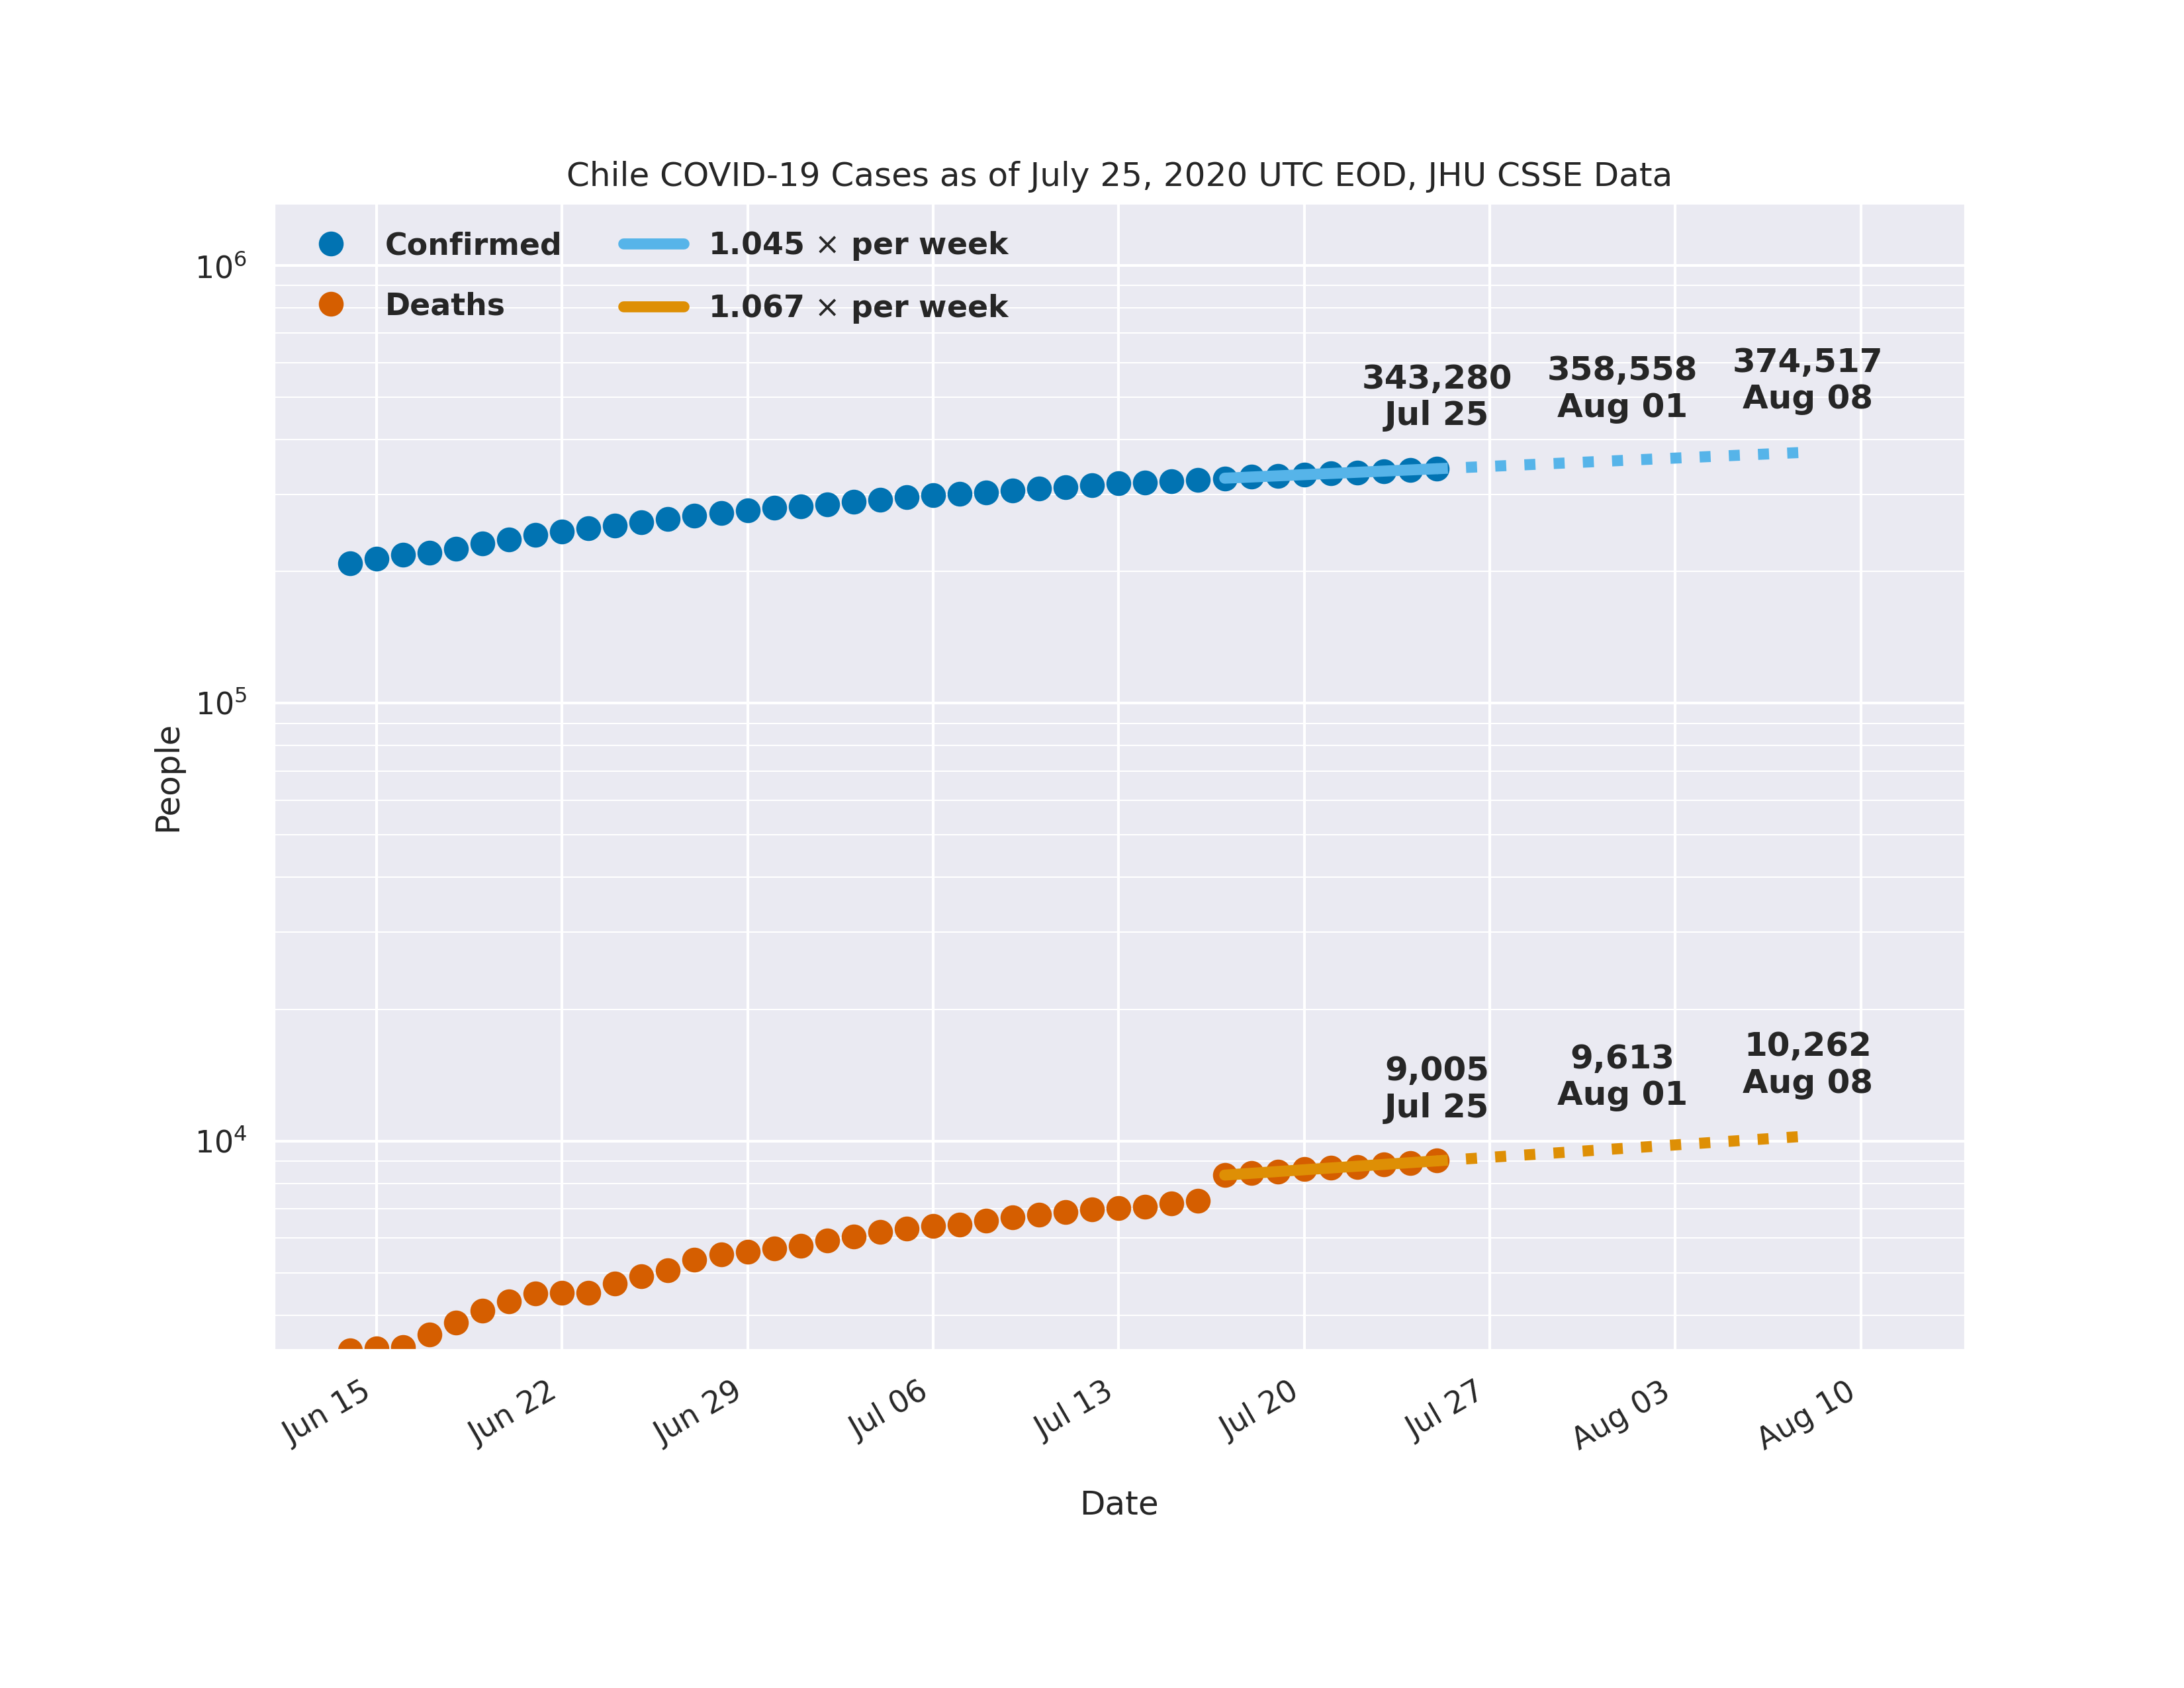 Chile COVID-19 Cases as of July 25, 2020 UTC EOD, JHU CSSE Data
Confirmed
Deaths
1.045 × per week
1.067 × per week
10⁶
10⁵
10⁴
People
343,280
Jul 25
358,558
Aug 01
374,517
Aug 08
9,005
Jul 25
9,613
Aug 01
10,262
Aug 08
Jun 15
Jun 22
Jun 29
Jul 06
Jul 13
Jul 20
Jul 27
Aug 03
Aug 10
Date